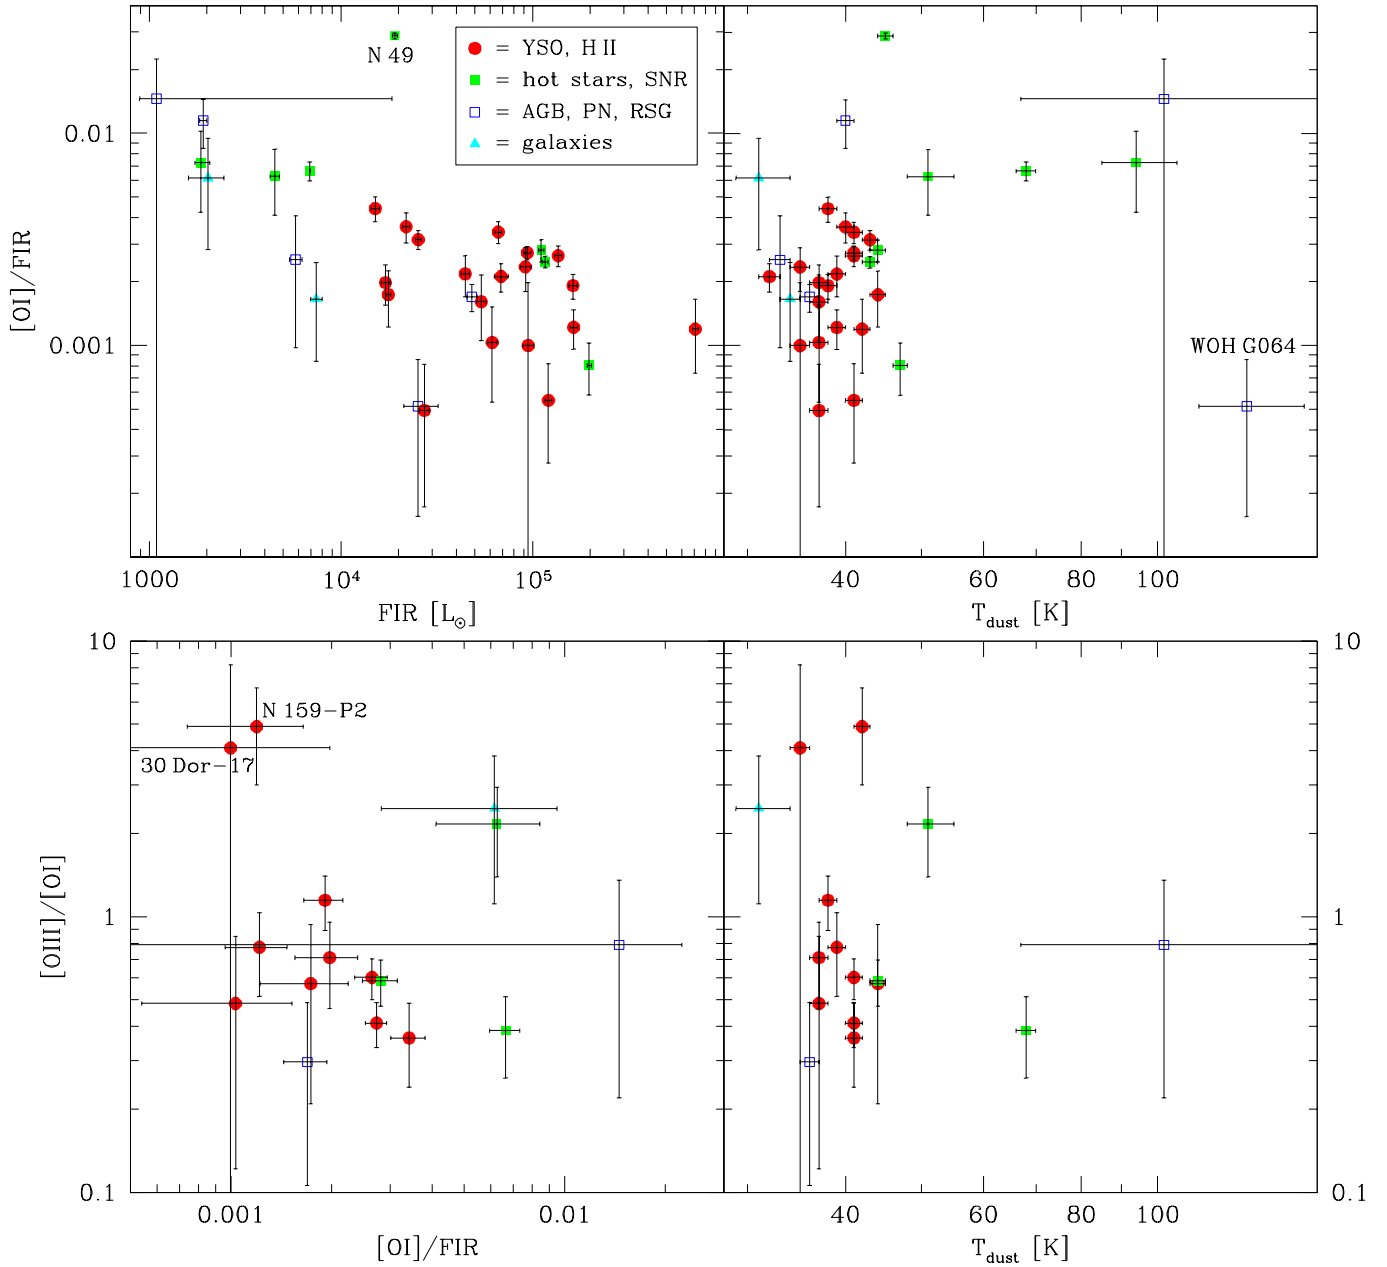 N 49
= YSO, H II
= hot stars, SNR
= AGB, PN, RSG
= galaxies
[OI]/FIR
0.01
0.001
WOH G064
1000
10⁴
10⁵
FIR [L☉]
40
60
80
100
T_dust [K]
10
1
0.1
[OIII]/[OI]
N 159-P2
30 Dor-17
0.001
0.01
[OI]/FIR
40
60
80
100
T_dust [K]
10
1
0.1